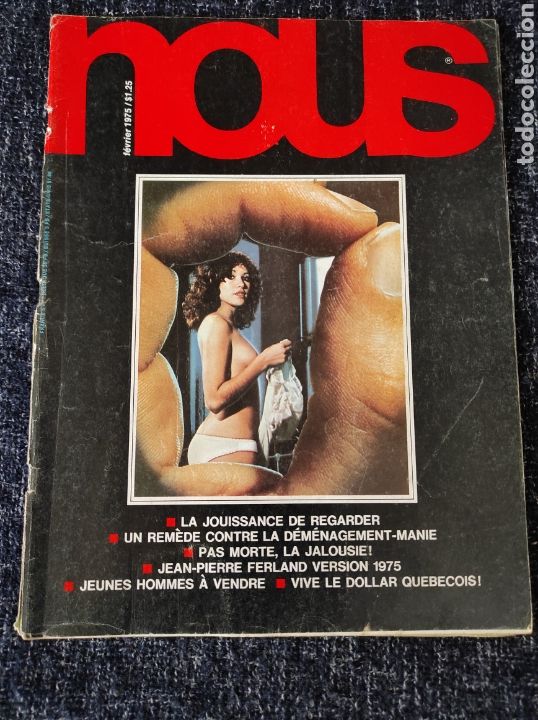 nous
®
février 1975 / $1.25
■ LA JOUISSANCE DE REGARDER
■ UN REMÈDE CONTRE LA DÉMÉNAGEMENT-MANIE
■ PAS MORTE, LA JALOUSIE!
■ JEAN-PIERRE FERLAND VERSION 1975
■ JEUNES HOMMES À VENDRE ■ VIVE LE DOLLAR QUEBECOIS!
todocoleccion